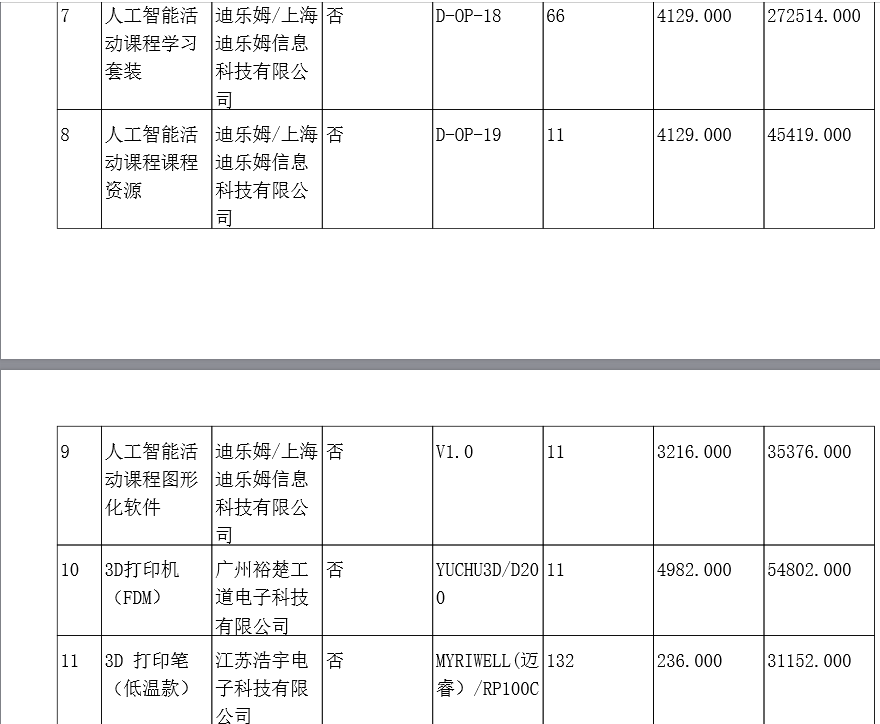 7 人工智能活 迪乐姆/上海 否 D-OP-18 66 4129.000 272514.000
动课程学习 迪乐姆信息
套装 科技有限公
司
8 人工智能活 迪乐姆/上海 否 D-OP-19 11 4129.000 45419.000
动课程课程 迪乐姆信息
资源 科技有限公
司
9 人工智能活 迪乐姆/上海 否 V1.0 11 3216.000 35376.000
动课程图形 迪乐姆信息
化软件 科技有限公
司
10 3D打印机 广州裕楚工 否 YUCHU3D/D20 11 4982.000 54802.000
（FDM） 道电子科技 0
有限公司
11 3D 打印笔 江苏浩宇电 否 MYRIWELL(迈 132 236.000 31152.000
（低温款） 子科技有限 睿）/RP100C
公司